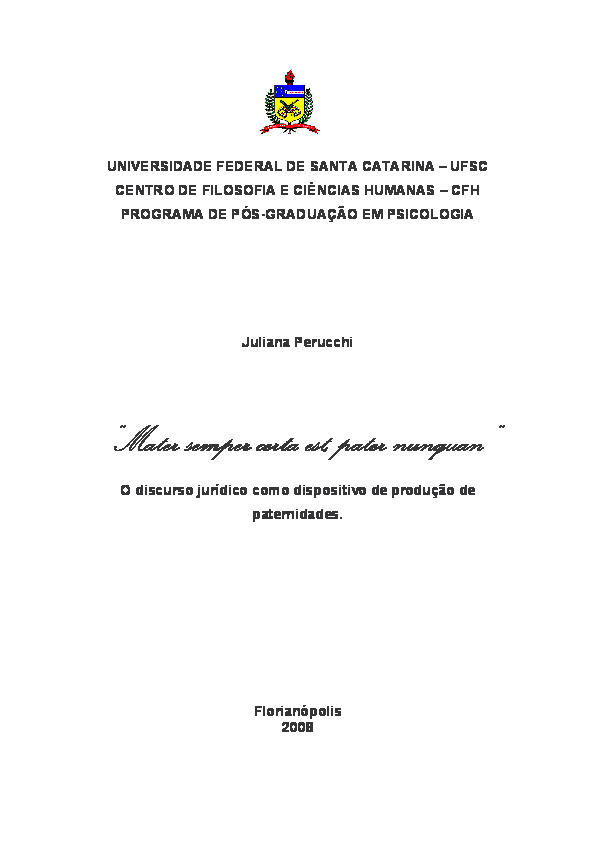 UNIVERSIDADE FEDERAL DE SANTA CATARINA – UFSC
CENTRO DE FILOSOFIA E CIÊNCIAS HUMANAS – CFH
PROGRAMA DE PÓS-GRADUAÇÃO EM PSICOLOGIA
Juliana Perucchi
"Mater semper certa est, pater nunquan"
O discurso jurídico como dispositivo de produção de
paternidades.
Florianópolis
2008